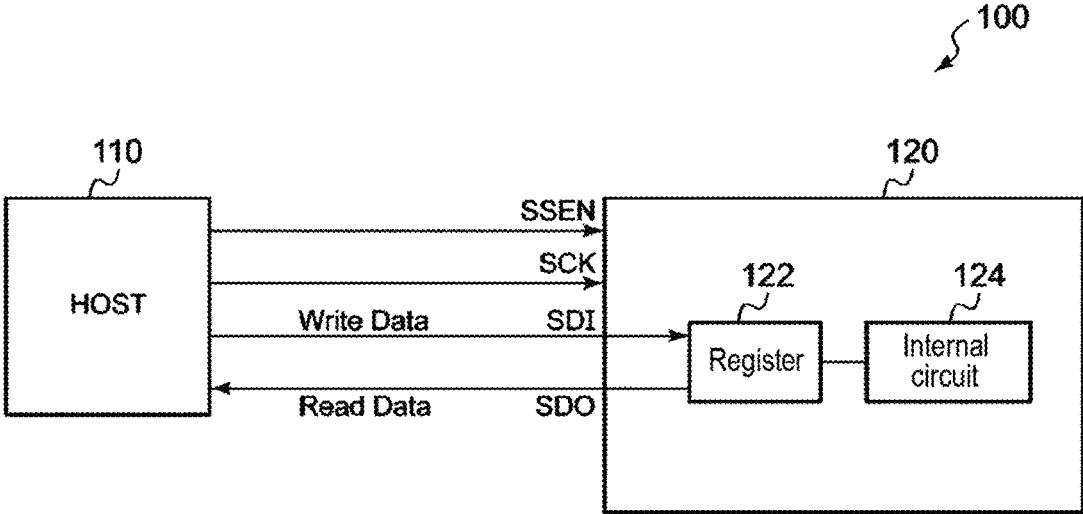 100
110
120
SSEN
SCK
HOST
122
124
Write Data
SDI
Register
Internal
circuit
Read Data
SDO